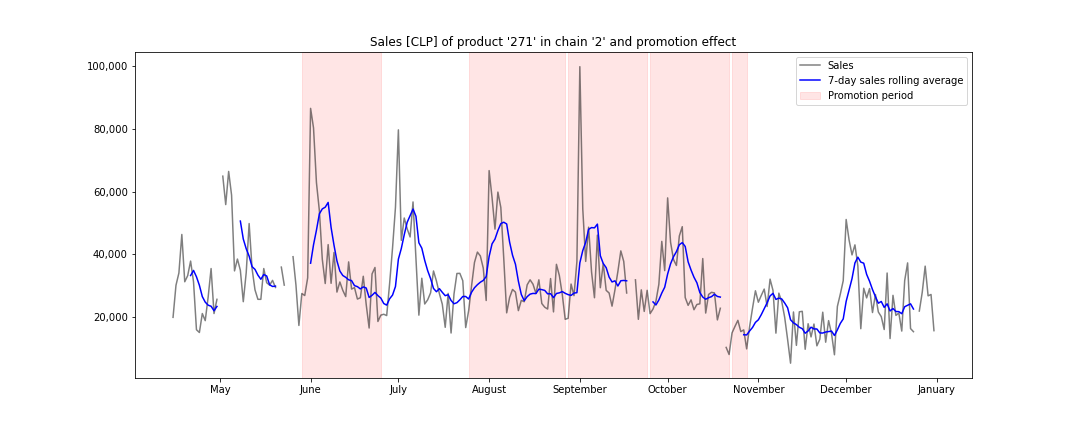 Sales [CLP] of product '271' in chain '2' and promotion effect
100,000
80,000
60,000
40,000
20,000
Sales
7-day sales rolling average
Promotion period
May June July August September October November December January